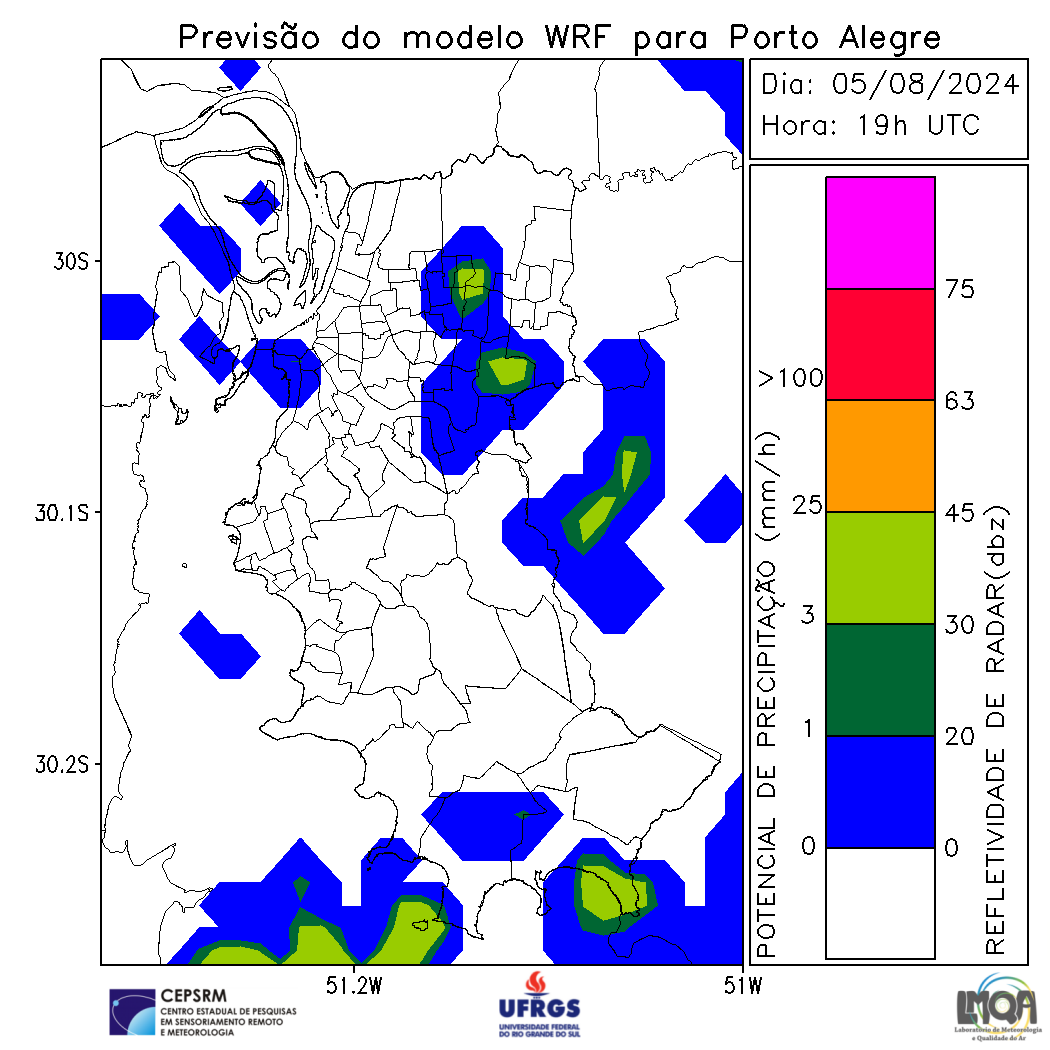 Previsão do modelo WRF para Porto Alegre
Dia: 05/08/2024
Hora: 19h UTC
30S
30.1S
30.2S
51.2W
51W
POTENCIAL DE PRECIPITAÇÃO (mm/h)
>100
25
3
1
0
75
63
45
30
20
0
REFLETIVIDADE DE RADAR(dbz)
CEPSRM
CENTRO ESTADUAL DE PESQUISAS
EM SENSORIAMENTO REMOTO
E METEOROLOGIA
UFRGS
UNIVERSIDADE FEDERAL
DO RIO GRANDE DO SUL
LMQA
Laboratório de Meteorologia
e Qualidade do Ar